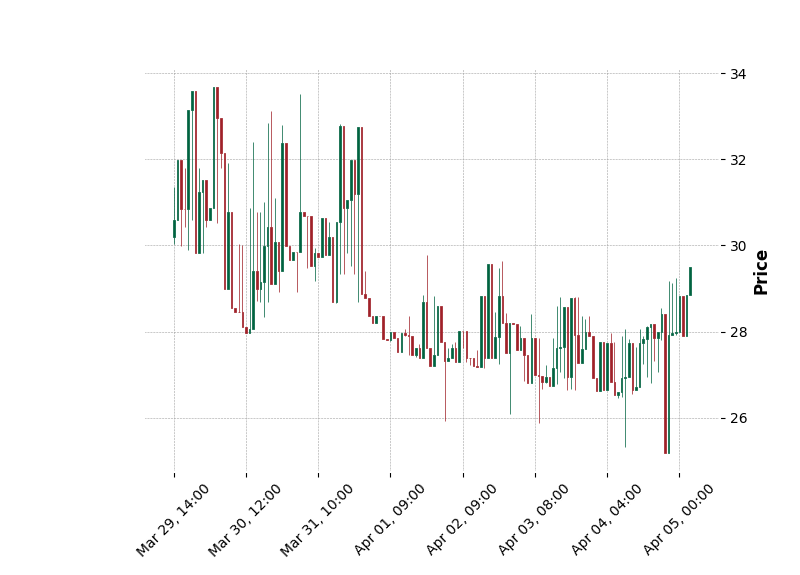 34
32
30
28
26
Price
Mar 29, 14:00
Mar 30, 12:00
Mar 31, 10:00
Apr 01, 09:00
Apr 02, 09:00
Apr 03, 08:00
Apr 04, 04:00
Apr 05, 00:00